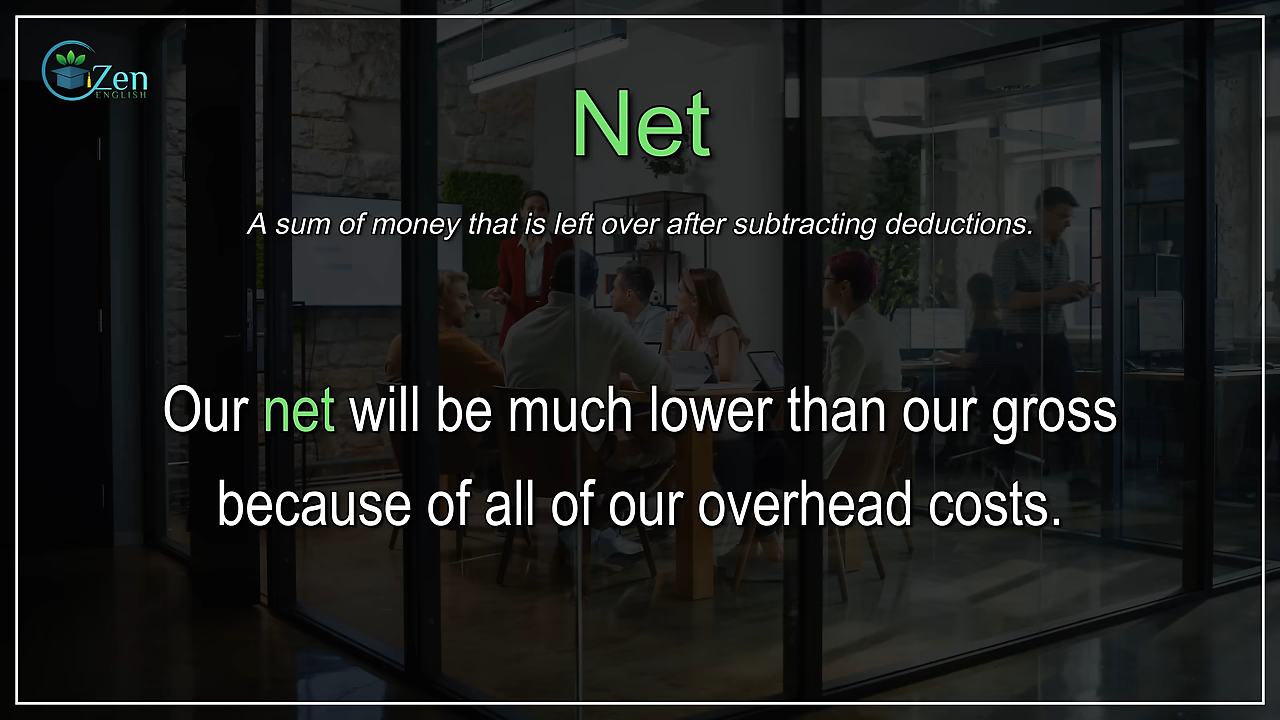 Zen
ENGLISH
Net
A sum of money that is left over after subtracting deductions.
Our net will be much lower than our gross
because of all of our overhead costs.